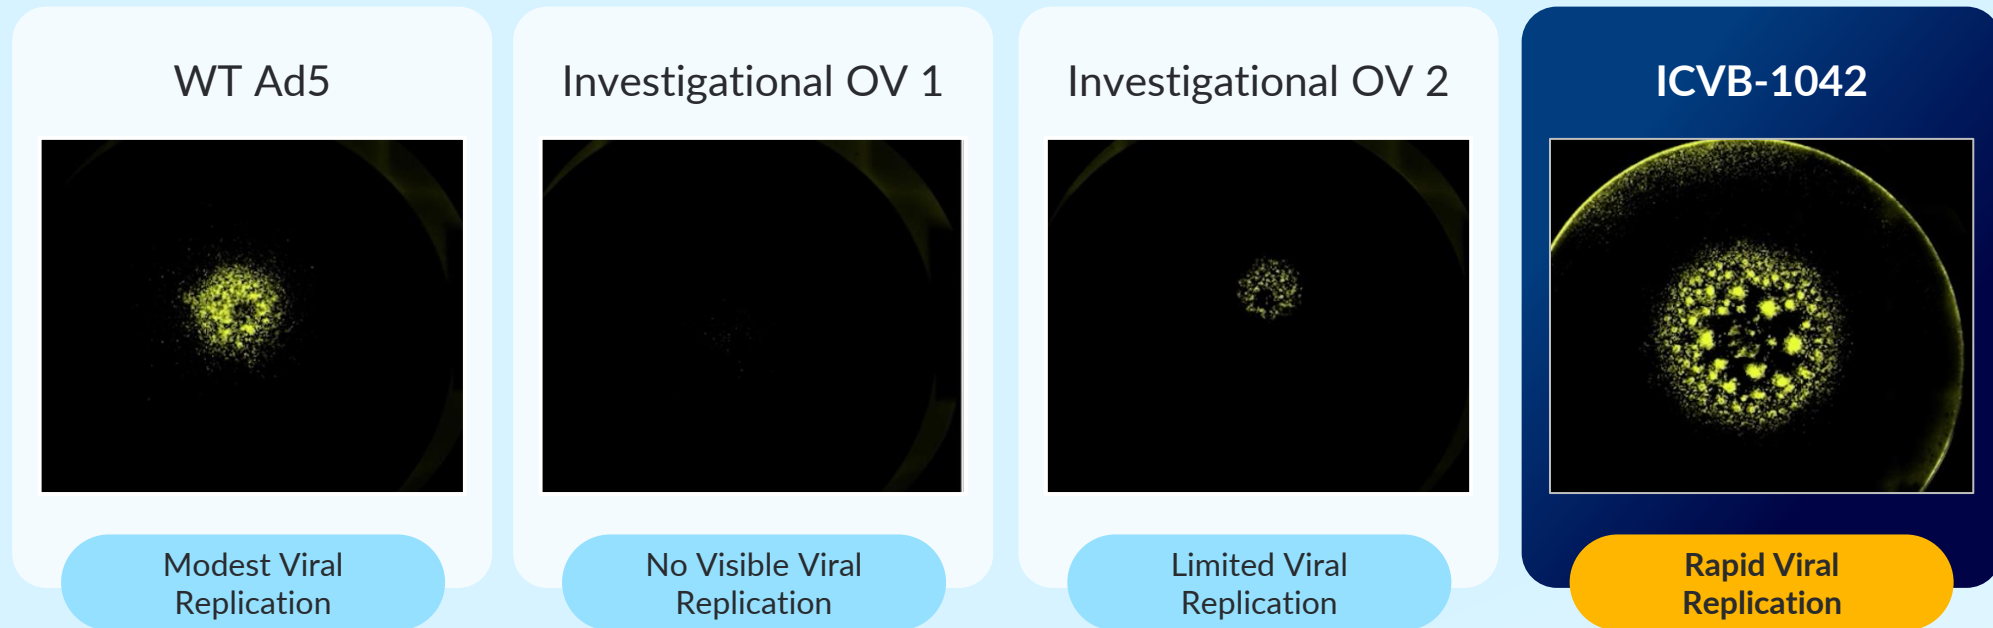 WT Ad5
Modest Viral
Replication
Investigational OV 1
No Visible Viral
Replication
Investigational OV 2
Limited Viral
Replication
ICVB-1042
Rapid Viral
Replication